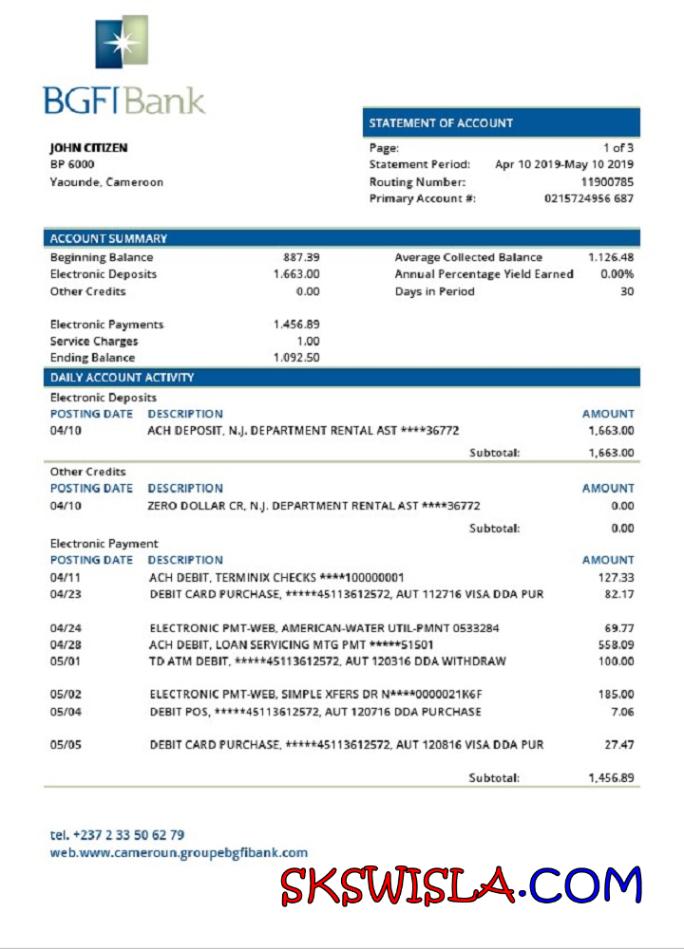 BGFIBank
STATEMENT OF ACCOUNT
JOHN CITIZEN
BP 6000
Yaounde, Cameroon
Page: 1 of 3
Statement Period: Apr 10 2019-May 10 2019
Routing Number: 11900785
Primary Account #: 0215724956 687
ACCOUNT SUMMARY
Beginning Balance 887.39 Average Collected Balance 1.126.48
Electronic Deposits 1.663.00 Annual Percentage Yield Earned 0.00%
Other Credits 0.00 Days in Period 30
Electronic Payments 1.456.89
Service Charges 1.00
Ending Balance 1.092.50
DAILY ACCOUNT ACTIVITY
Electronic Deposits
POSTING DATE DESCRIPTION AMOUNT
04/10 ACH DEPOSIT, N.J. DEPARTMENT RENTAL AST ****36772 1,663.00
Subtotal: 1,663.00
Other Credits
POSTING DATE DESCRIPTION AMOUNT
04/10 ZERO DOLLAR CR, N.J. DEPARTMENT RENTAL AST ****36772 0.00
Subtotal: 0.00
Electronic Payment
POSTING DATE DESCRIPTION AMOUNT
04/11 ACH DEBIT, TERMINIX CHECKS ****100000001 127.33
04/23 DEBIT CARD PURCHASE, *****45113612572, AUT 112716 VISA DDA PUR 82.17
04/24 ELECTRONIC PMT-WEB, AMERICAN-WATER UTIL-PMNT 0533284 69.77
04/28 ACH DEBIT, LOAN SERVICING MTG PMT *****51501 558.09
05/01 TD ATM DEBIT, *****45113612572, AUT 120316 DDA WITHDRAW 100.00
05/02 ELECTRONIC PMT-WEB, SIMPLE XFERS DR N****0000021K6F 185.00
05/04 DEBIT POS, *****45113612572, AUT 120716 DDA PURCHASE 7.06
05/05 DEBIT CARD PURCHASE, *****45113612572, AUT 120816 VISA DDA PUR 27.47
Subtotal: 1,456.89
tel. +237 2 33 50 62 79
web.www.cameroun.groupebgfibank.com
SKSWISLA.COM